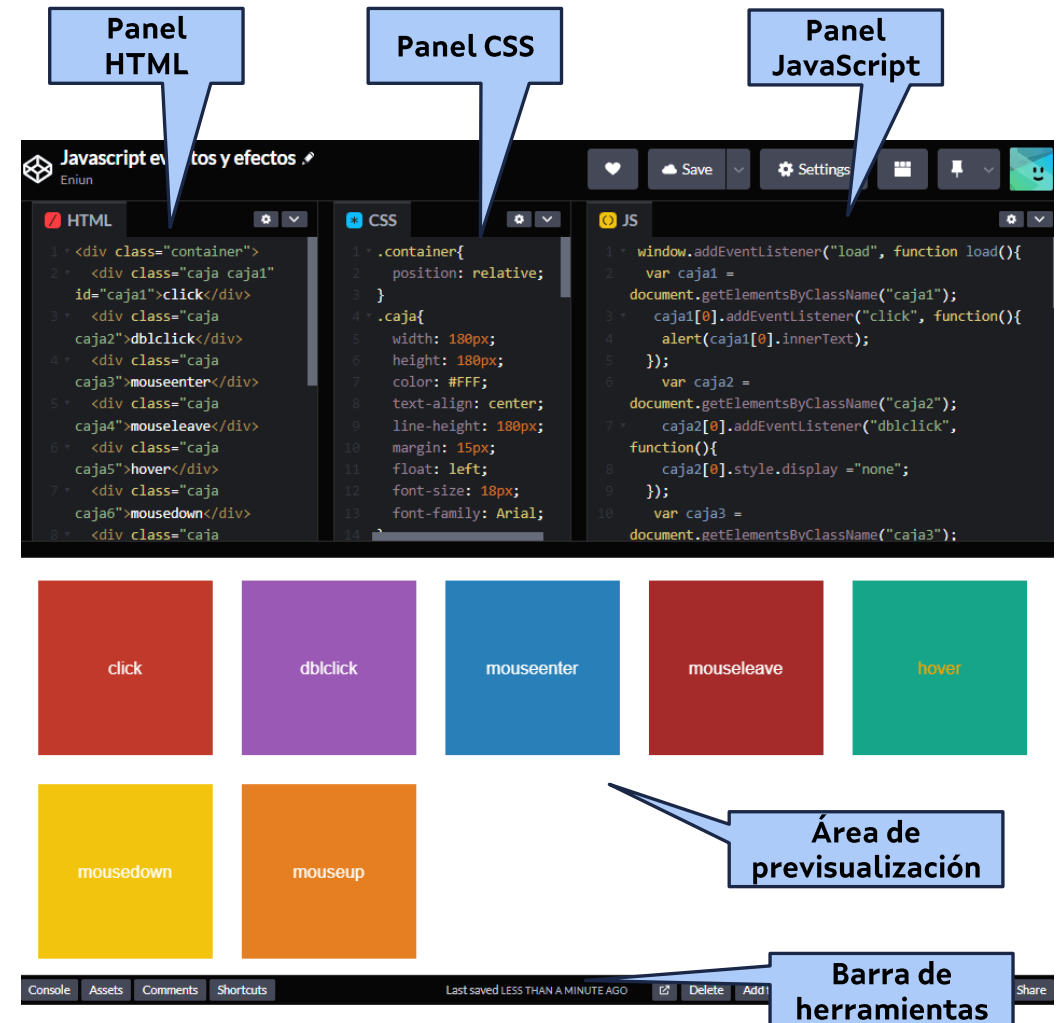 Panel
HTML
Panel CSS
Panel
JavaScript
Javascript ev tos y efectos
Eniun
Save
Settings
HTML
1 <div class="container">
2 <div class="caja caja1"
id="caja1">click</div>
3 <div class="caja
caja2">dblclick</div>
4 <div class="caja
caja3">mouseenter</div>
5 <div class="caja
caja4">mouseleave</div>
6 <div class="caja
caja5">hover</div>
7 <div class="caja
caja6">mousedown</div>
8 <div class="caja
CSS
1 .container{
2 position: relative;
3 }
4 .caja{
5 width: 180px;
6 height: 180px;
7 color: #FFF;
8 text-align: center;
9 line-height: 180px;
10 margin: 15px;
11 float: left;
12 font-size: 18px;
13 font-family: Arial;
14 }
JS
1 window.addEventListener("load", function load(){
2 var caja1 =
document.getElementsByClassName("caja1");
3 caja1[0].addEventListener("click", function(){
4 alert(caja1[0].innerText);
5 });
6 var caja2 =
document.getElementsByClassName("caja2");
7 caja2[0].addEventListener("dblclick",
function(){
8 caja2[0].style.display ="none";
9 });
10 var caja3 =
document.getElementsByClassName("caja3");
click
dblclick
mouseenter
mouseleave
hover
mousedown
mouseup
Área de
previsualización
Console
Assets
Comments
Shortcuts
Last saved LESS THAN A MINUTE AGO
Delete
Add
Share
Barra de
herramientas